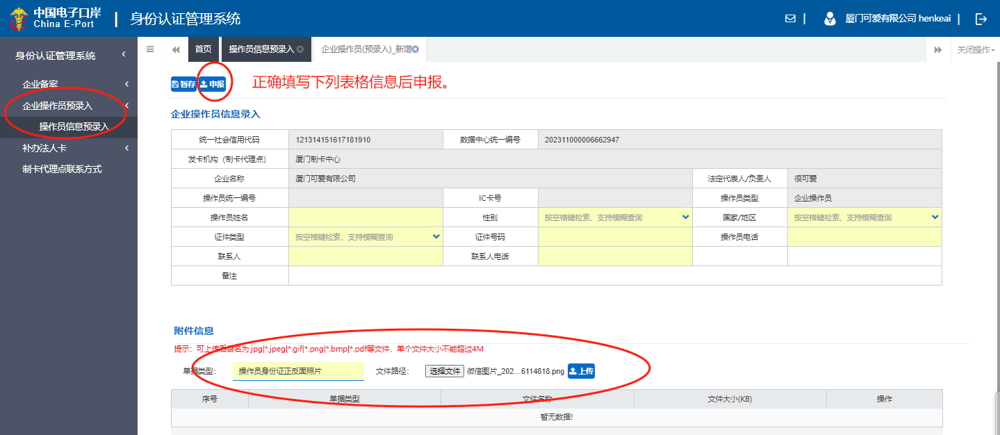 中国电子口岸
China E-Port
身份认证管理系统
厦门可爱有限公司 henkeai
身份认证管理系统
首页
操作员信息预录入
企业操作员(预录入)_新增
关闭操作
企业备案
企业操作员预录入
操作员信息预录入
补办法人卡
制卡代理点联系方式
暂存
申报
正确填写下列表格信息后申报。
企业操作员信息录入
统一社会信用代码 121314151617181910 数据中心统一编号 202311000006662947
发卡机构（制卡代理点） 厦门制卡中心
企业名称 厦门可爱有限公司 法定代表人/负责人 很可爱
操作员统一编号 IC卡号 操作员类型 企业操作员
操作员姓名 性别 按空格键检索、支持模糊查询 国家/地区 按空格键检索、支持模糊查询
证件类型 按空格键检索、支持模糊查询 证件号码 操作员电话
联系人 联系人电话
备注
附件信息
提示：可上传后缀名为.jpg|*.jpeg|*.gif|*.png|*.bmp|*.pdf等文件，单个文件大小不能超过4M
单据类型： 操作员身份证正反面照片 文件路径： 选择文件 微信图片_202...6114818.png 上传
序号 单据类型 文件名称 文件大小(KB) 操作
暂无数据!